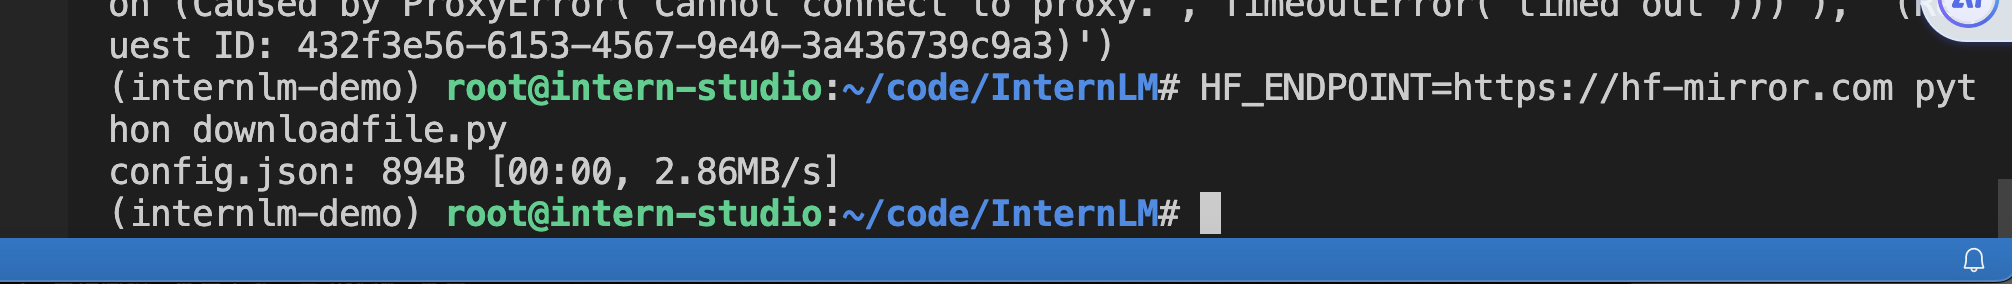 on (Caused by ProxyError('Cannot connect to proxy.', TimeoutError('timed out')))"), '(
uest ID: 432f3e56-6153-4567-9e40-3a436739c9a3)')
(internlm-demo) root@intern-studio:~/code/InternLM# HF_ENDPOINT=https://hf-mirror.com pyt
hon downloadfile.py
config.json: 894B [00:00, 2.86MB/s]
(internlm-demo) root@intern-studio:~/code/InternLM#